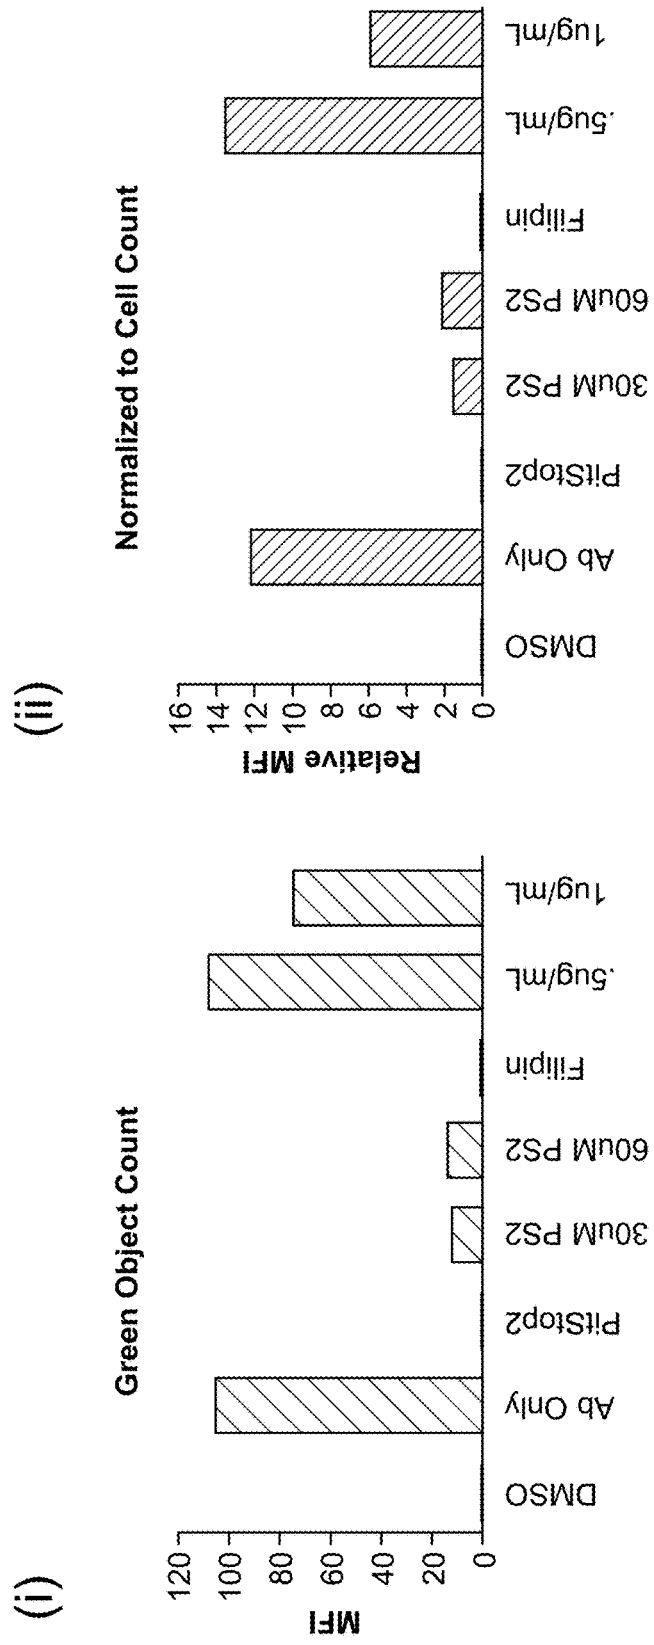 (i)
Green Object Count
MFI
120
100
80
60
40
20
0
DMSO
Ab Only
PitStop2
30uM PS2
60uM PS2
Filipin
.5ug/mL
1ug/mL
(ii)
Normalized to Cell Count
Relative MFI
16
14
12
10
8
6
4
2
0
DMSO
Ab Only
PitStop2
30uM PS2
60uM PS2
Filipin
.5ug/mL
1ug/mL